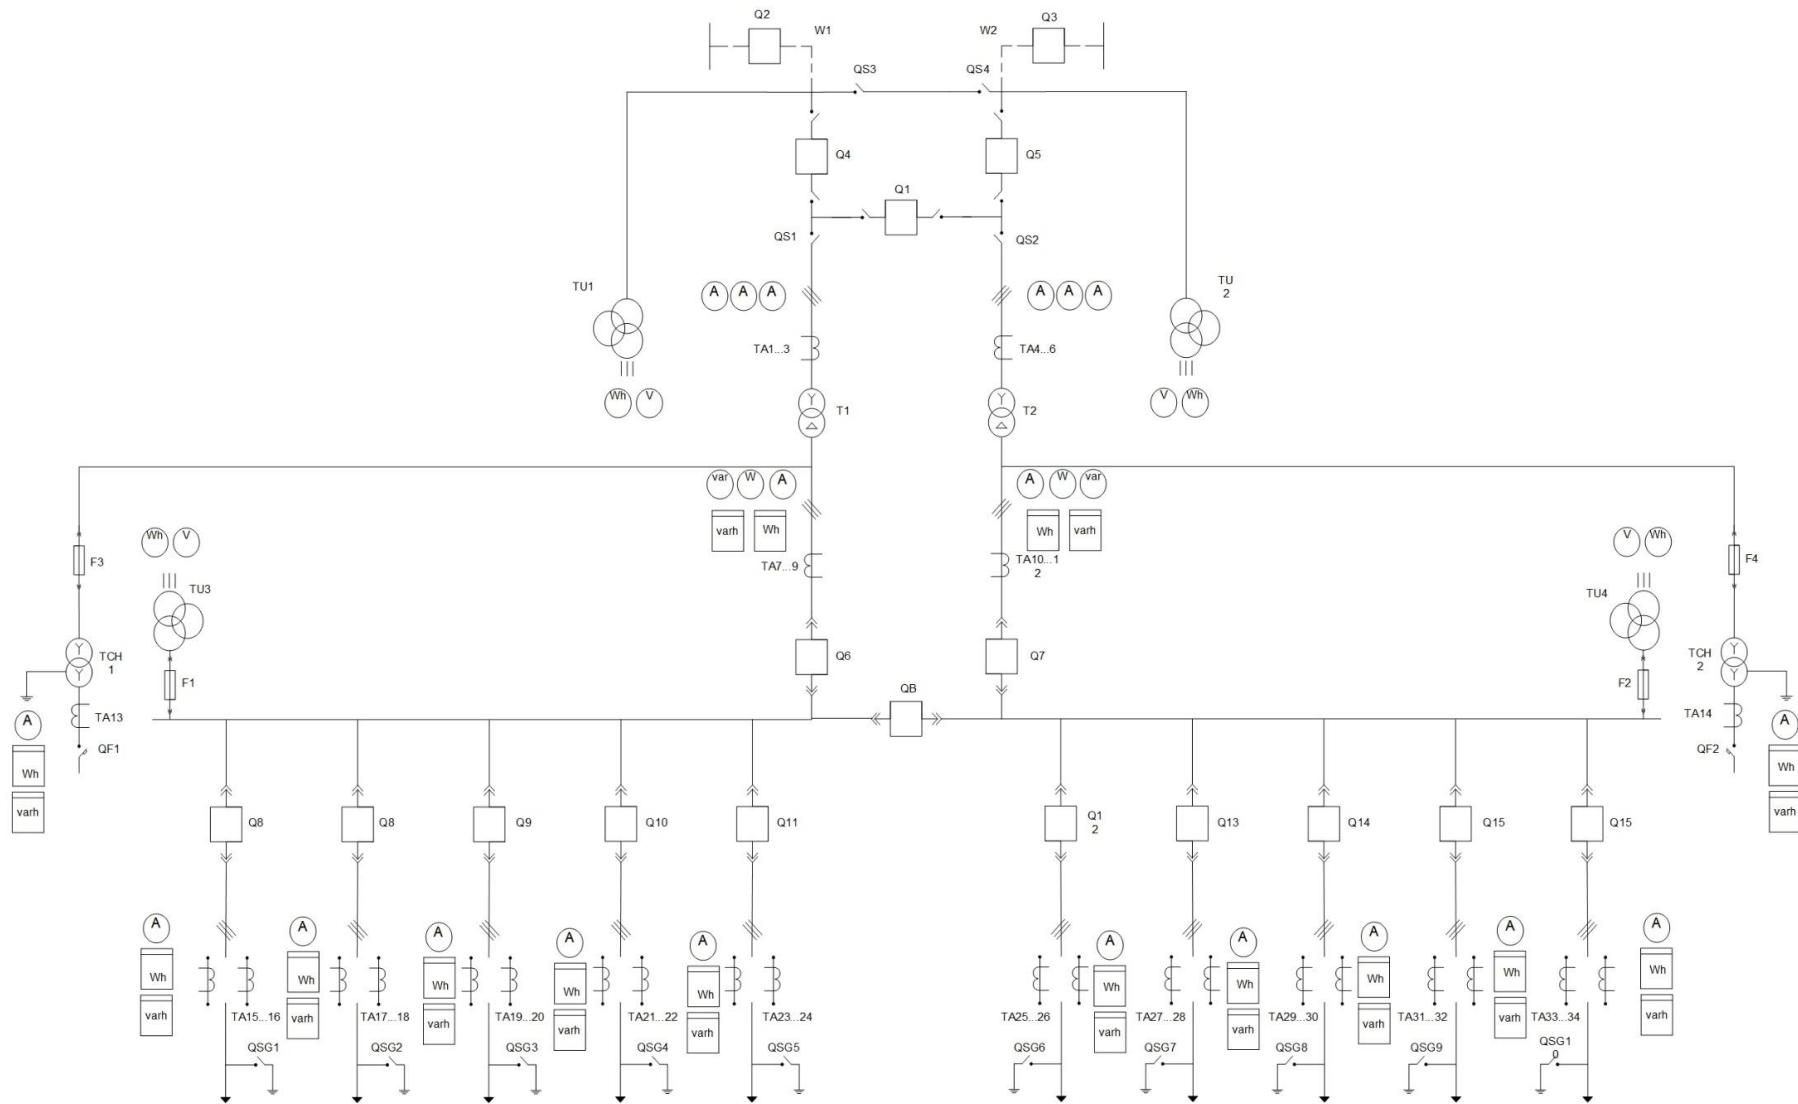 Q2
Q3
W1
W2
QS3
QS4
Q4
Q5
Q1
QS1
QS2
TU1
A
A
A
A
A
A
TU
2
TA1...3
TA4...6
Wh
V
V
Wh
T1
T2
var
W
A
A
W
var
varh
Wh
Wh
varh
Wh
V
V
Wh
F3
F4
TA7...9
TA10...1
2
TU3
TU4
Y
△
Y
△
TCH
1
TCH
2
Y
Y
Y
Y
Q6
Q7
F1
F2
QB
A
TA13
TA14
A
QF1
QF2
Wh
Wh
varh
varh
Q8
Q8
Q9
Q10
Q11
Q1
2
Q13
Q14
Q15
Q15
A
A
A
A
A
A
A
A
A
A
Wh
Wh
Wh
Wh
Wh
Wh
Wh
Wh
Wh
Wh
varh
varh
varh
varh
varh
varh
varh
varh
varh
varh
TA15...16
TA17...18
TA19...20
TA21...22
TA23...24
TA25...26
TA27...28
TA29...30
TA31...32
TA33...34
QSG1
QSG2
QSG3
QSG4
QSG5
QSG6
QSG7
QSG8
QSG9
QSG1
0